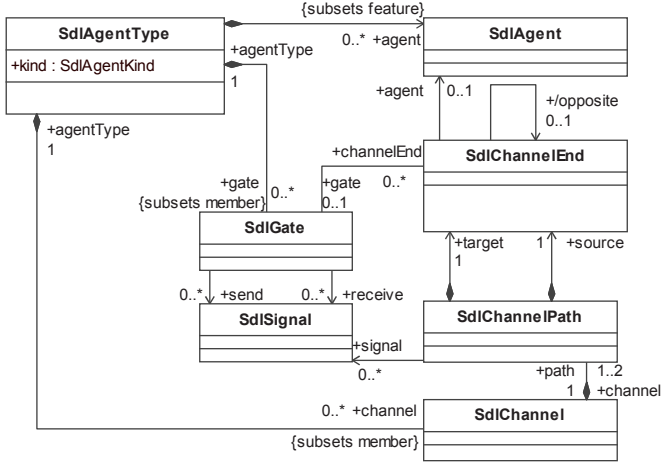 {subsets feature}
SdlAgentType
+kind : SdlAgentKind
0..* +agent
SdlAgent
+agentType
1
+agent
0..1
+/opposite
0..1
+agentType
1
+channelEnd
0..*
SdlChannelEnd
+gate
0..*
{subsets member}
+gate
0..1
SdlGate
+target
1
1
+source
0..* +send
0..* +receive
SdlSignal
SdlChannelPath
+signal
0..*
+path
1..2
1
+channel
0..* +channel
{subsets member}
SdlChannel